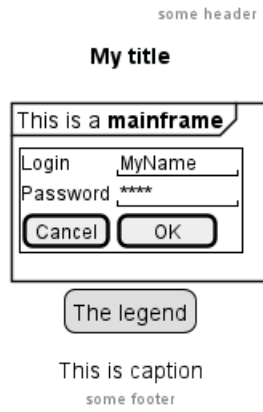 some header
My title
This is a mainframe
Login MyName
Password ****
Cancel OK
The legend
This is caption
some footer